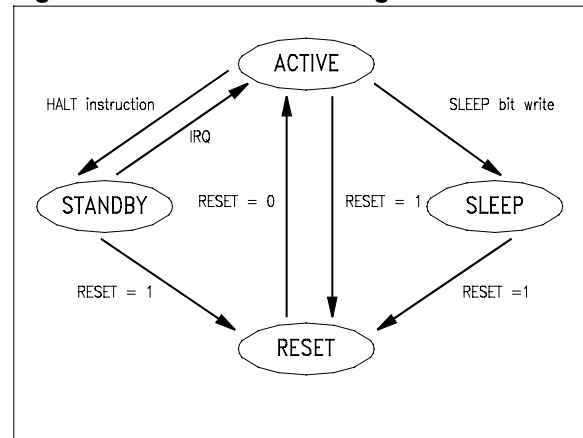 ACTIVE
HALT instruction
SLEEP bit write
IRQ
STANDBY
RESET = 0
RESET = 1
SLEEP
RESET = 1
RESET =1
RESET